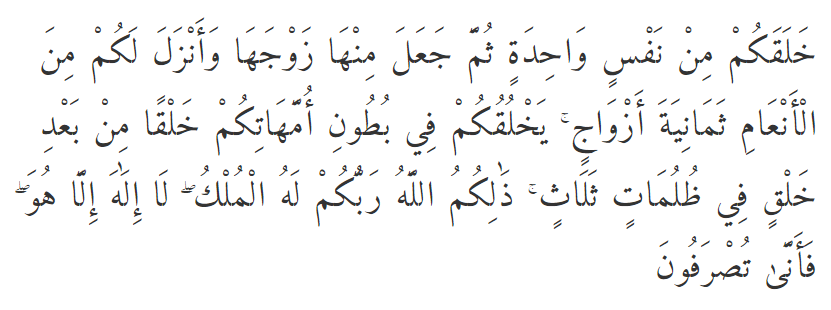 خَلَقَكُمْ مِنْ نَفْسٍ وَاحِدَةٍ ثُمَّ جَعَلَ مِنْهَا زَوْجَهَا وَأَنْزَلَ لَكُمْ مِنَ
الْأَنْعَامِ ثَمَانِيَةَ أَزْوَاجٍ ۚ يَخْلُقُكُمْ فِي بُطُونِ أُمَّهَاتِكُمْ خَلْقًا مِنْ بَعْدِ
خَلْقٍ فِي ظُلُمَاتٍ ثَلَاثٍ ۚ ذَٰلِكُمُ اللَّهُ رَبُّكُمْ لَهُ الْمُلْكُ ۖ لَا إِلَٰهَ إِلَّا هُوَ ۖ
فَأَنَّىٰ تُصْرَفُونَ